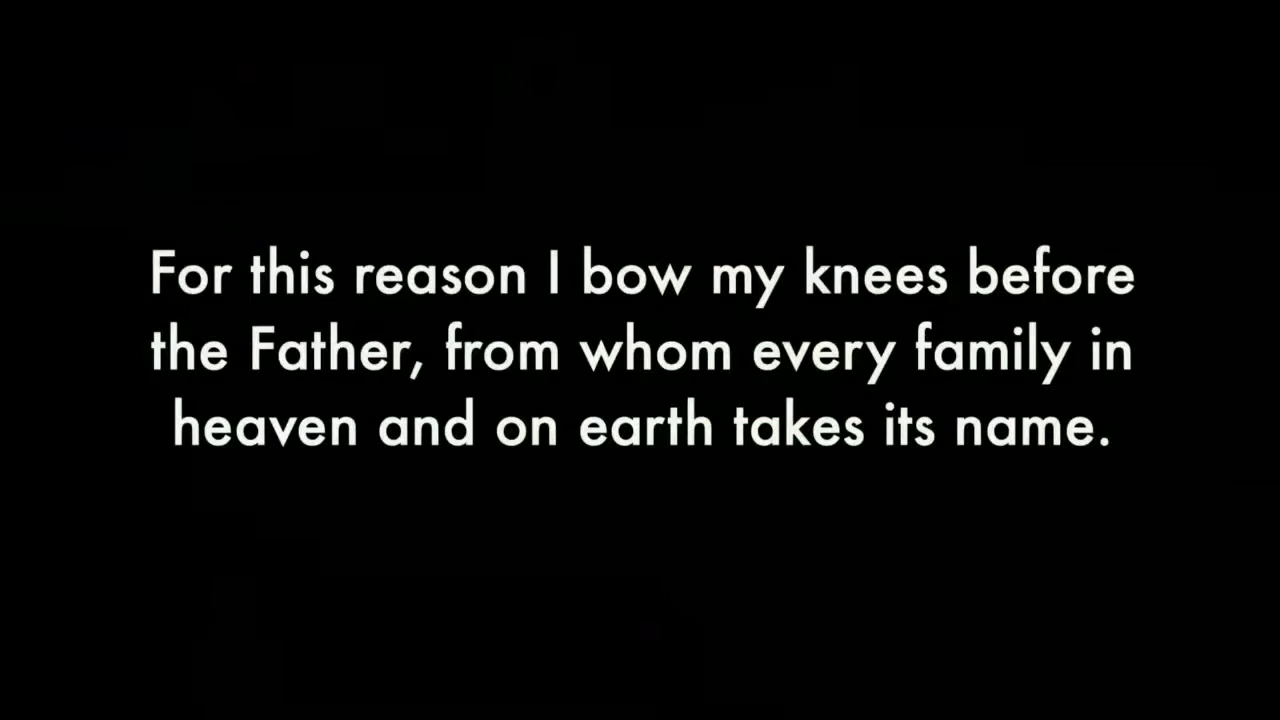 For this reason I bow my knees before
the Father, from whom every family in
heaven and on earth takes its name.